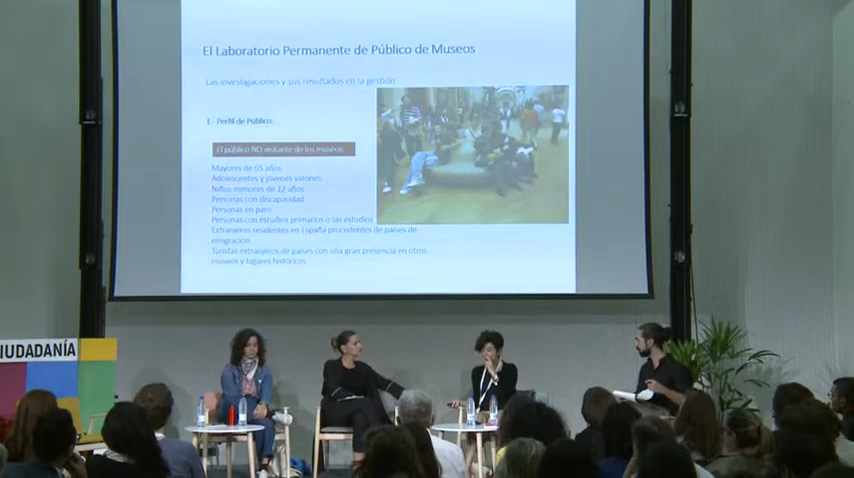 El Laboratorio Permanente de Público de Museos
Las investigaciones y sus resultados en la gestión
1.- Perfil de Público:
El público NO visitante de los museos
Mayores de 65 años
Adolescentes y jóvenes varones
Niños menores de 12 años
Personas con discapacidad
Personas en paro
Personas con estudios primarios o sin estudios
Extranjeros residentes en España procedentes de países de
emigración
Turistas extranjeros de países con una gran presencia en otros
museos y lugares históricos.
IUDADANÍA